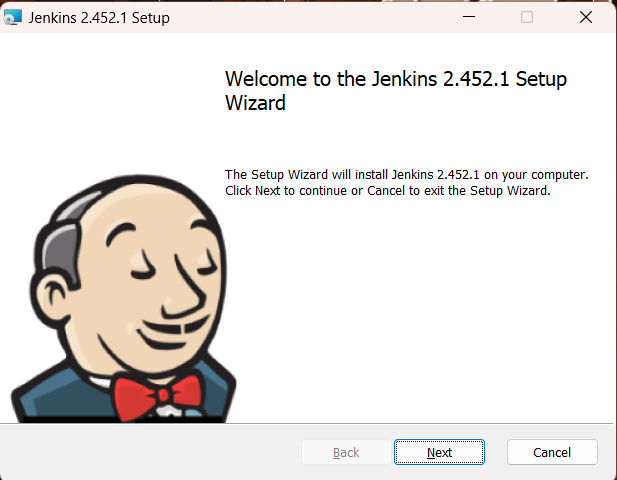 Jenkins 2.452.1 Setup
Welcome to the Jenkins 2.452.1 Setup
Wizard
The Setup Wizard will install Jenkins 2.452.1 on your computer.
Click Next to continue or Cancel to exit the Setup Wizard.
Back
Next
Cancel